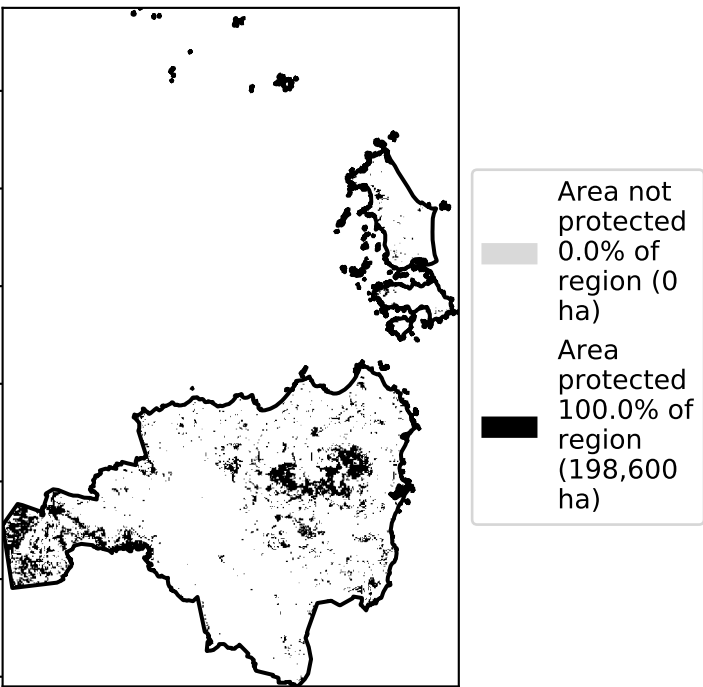 Area not
protected
0.0% of
region (0
ha)
Area
protected
100.0% of
region
(198,600
ha)